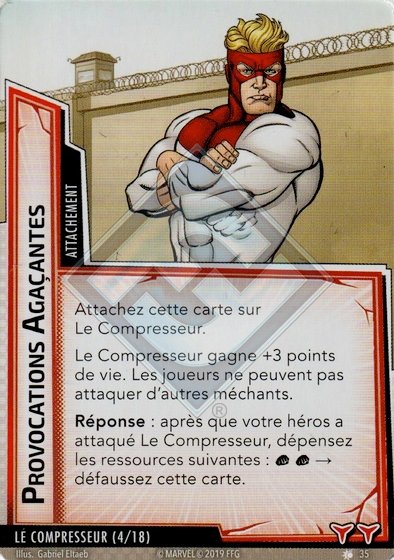 PROVOCATIONS AGAÇANTES
ATTACHEMENT
Attachez cette carte sur
Le Compresseur.
Le Compresseur gagne +3 points
de vie. Les joueurs ne peuvent pas
attaquer d'autres méchants.
Réponse : après que votre héros a
attaqué Le Compresseur, dépensez
les ressources suivantes : →
défaussez cette carte.
LE COMPRESSEUR (4/18)
Illus. Gabriel Eltaeb
© MARVEL © 2019 FFG
35